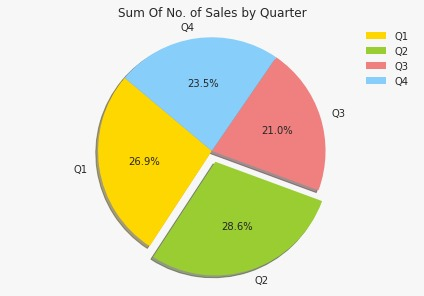 Sum Of No. of Sales by Quarter
Q4
Q1
Q2
Q3
Q4
23.5%
Q3
21.0%
26.9%
Q1
28.6%
Q2